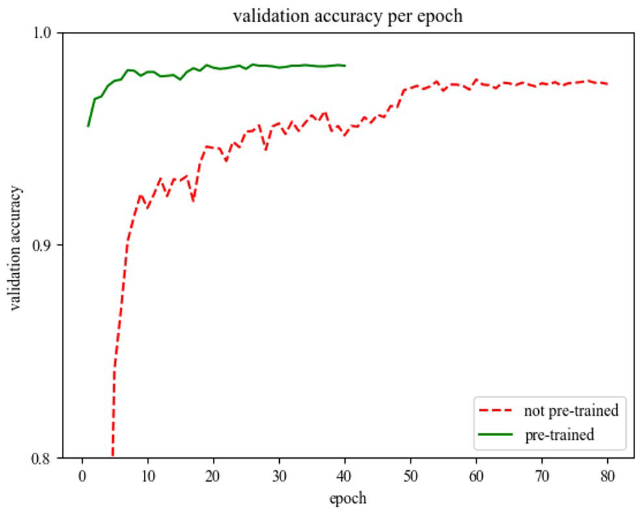 validation accuracy per epoch
1.0
0.9
0.8
validation accuracy
0 10 20 30 40 50 60 70 80
epoch
not pre-trained
pre-trained